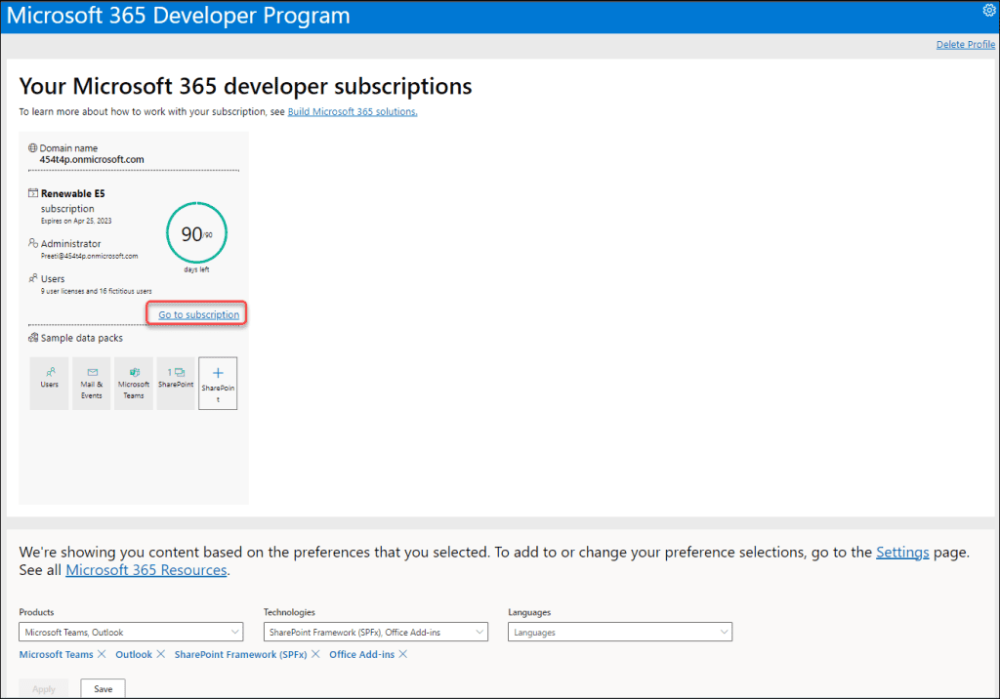 Microsoft 365 Developer Program
Delete Profile
Your Microsoft 365 developer subscriptions
To learn more about how to work with your subscription, see Build Microsoft 365 solutions.
Domain name
454t4p.onmicrosoft.com
Renewable E5
subscription
Expires on Apr 25, 2023
90/90
days left
Administrator
Preeti@454t4p.onmicrosoft.com
Users
9 user licenses and 16 fictitious users
Go to subscription
Sample data packs
Users
Mail &
Events
Microsoft
Teams
1
SharePoint
SharePoin
t
We're showing you content based on the preferences that you selected. To add to or change your preference selections, go to the Settings page.
See all Microsoft 365 Resources.
Products Technologies Languages
Microsoft Teams, Outlook SharePoint Framework (SPFx), Office Add-ins Languages
Microsoft Teams Outlook SharePoint Framework (SPFx) Office Add-ins
Apply Save